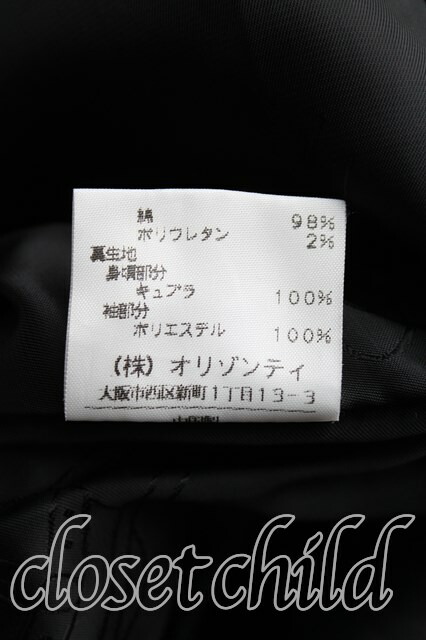 綿 98%
ポリウレタン 2%
裏生地
身頃部分
キュプラ 100%
袖部分
ポリエステル 100%
(株) オリゾンティ
大阪市西区新町1丁目13-3
closet child